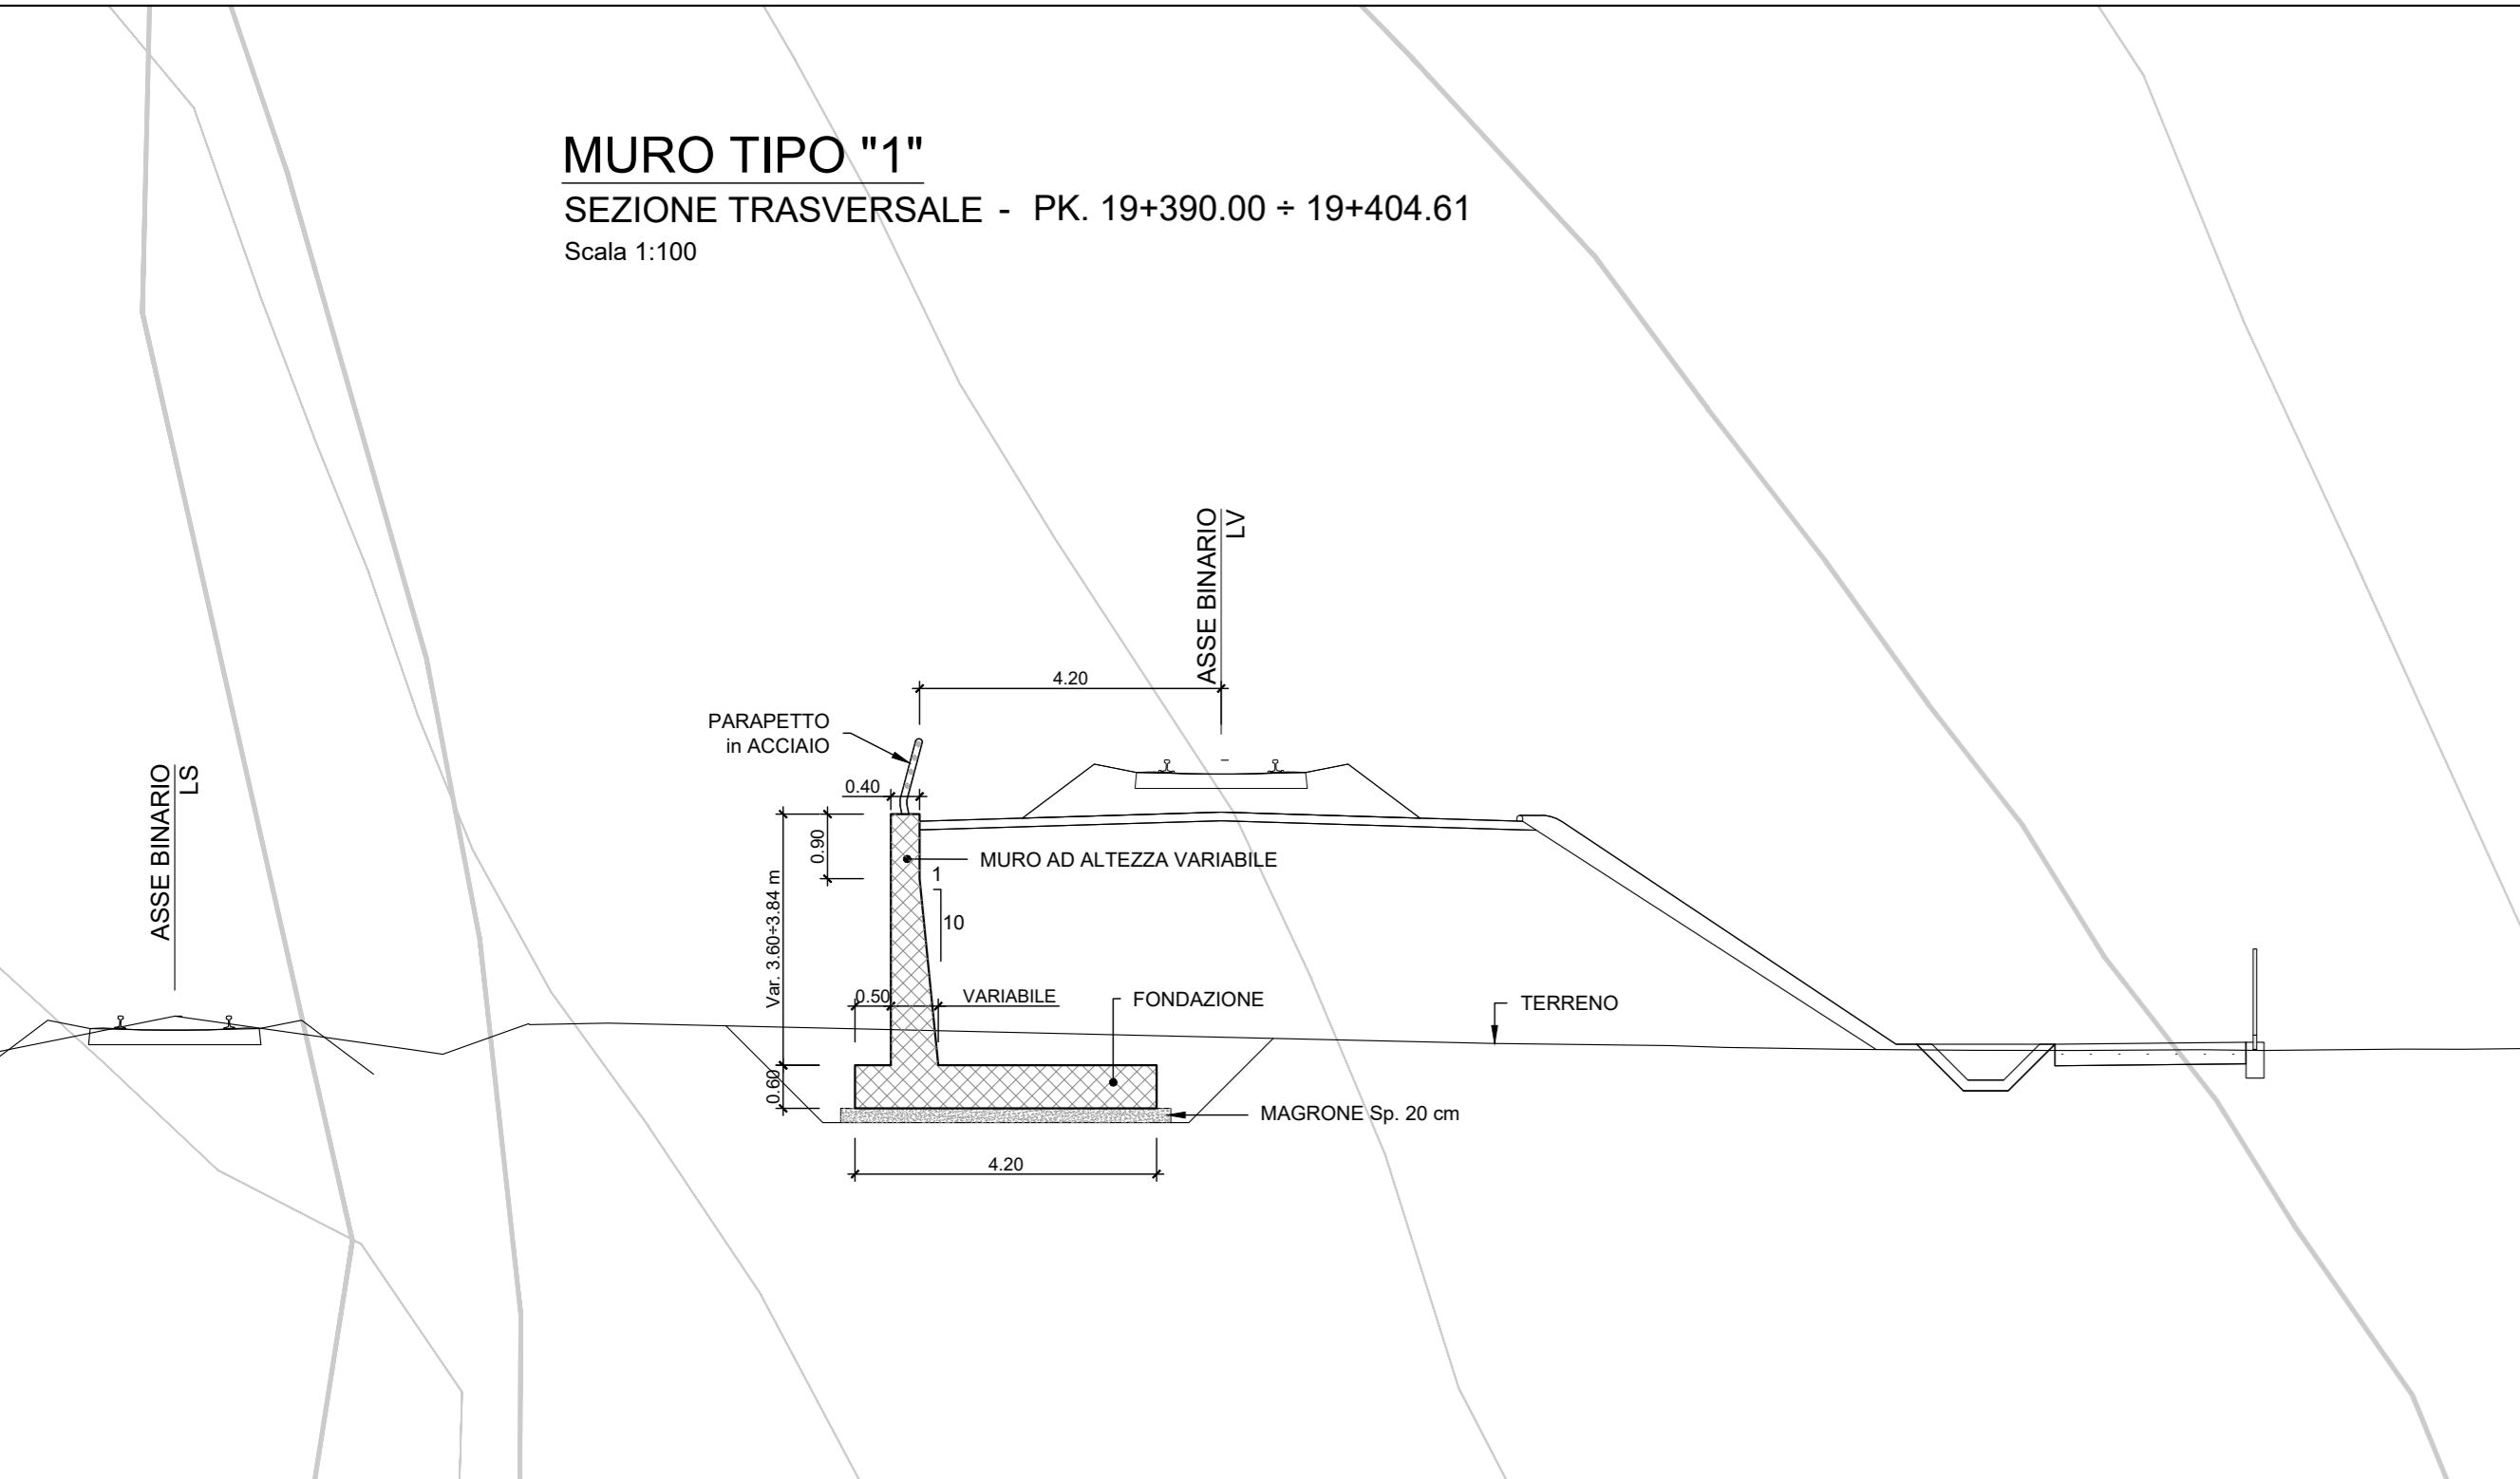 MURO TIPO "1"
SEZIONE TRASVERSALE - PK. 19+390.00 ÷ 19+404.61
Scala 1:100
ASSE BINARIO
LV
4.20
PARAPETTO
in ACCIAIO
ASSE BINARIO
LS
0.40
0.90
MURO AD ALTEZZA VARIABILE
1
10
Var. 3.60÷3.84 m
0.50
VARIABILE
FONDAZIONE
TERRENO
0.60
MAGRONE Sp. 20 cm
4.20